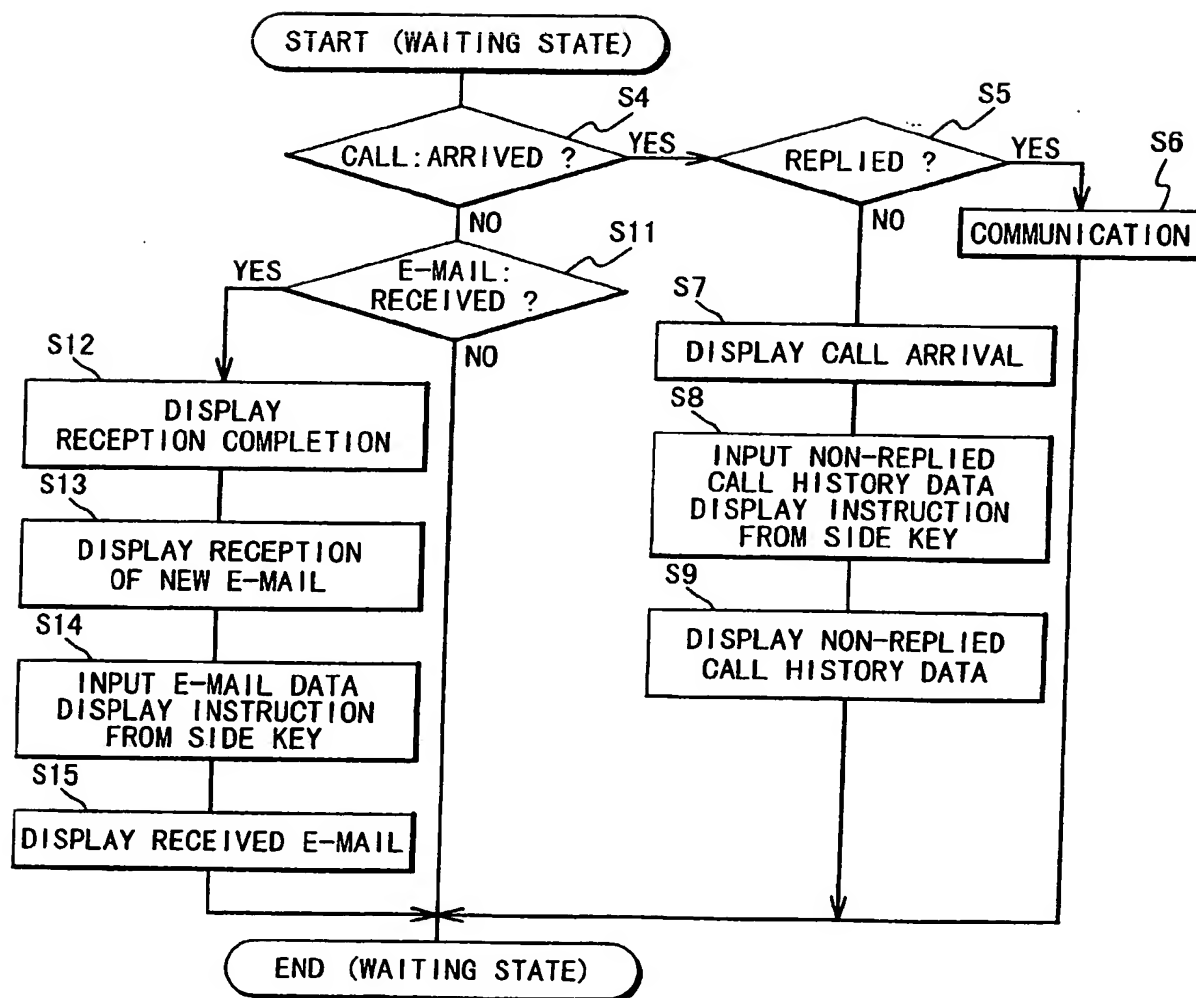 START (WAITING STATE)
S4
CALL:ARRIVED ?
YES
NO
S5
REPLIED ?
YES
NO
S6
COMMUNICATION
S11
E-MAIL:
RECEIVED ?
YES
NO
S7
DISPLAY CALL ARRIVAL
S8
INPUT NON-REPLIED
CALL HISTORY DATA
DISPLAY INSTRUCTION
FROM SIDE KEY
S9
DISPLAY NON-REPLIED
CALL HISTORY DATA
S12
DISPLAY
RECEPTION COMPLETION
S13
DISPLAY RECEPTION
OF NEW E-MAIL
S14
INPUT E-MAIL DATA
DISPLAY INSTRUCTION
FROM SIDE KEY
S15
DISPLAY RECEIVED E-MAIL
END (WAITING STATE)